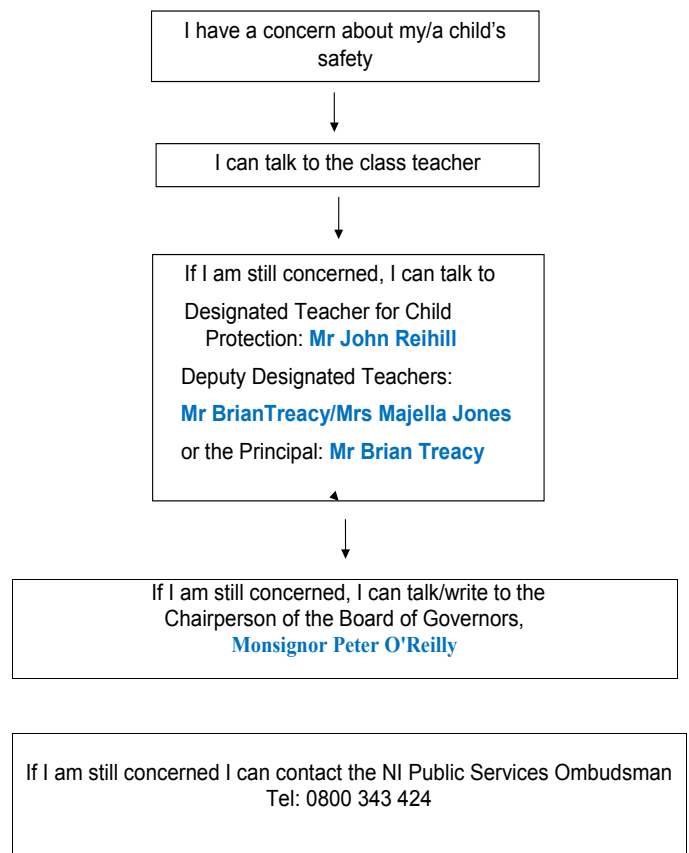 I have a concern about my/a child's
safety
I can talk to the class teacher
If I am still concerned, I can talk to
Designated Teacher for Child
Protection: Mr John Reihill
Deputy Designated Teachers:
Mr BrianTreacy/Mrs Majella Jones
or the Principal: Mr Brian Treacy
If I am still concerned, I can talk/write to the
Chairperson of the Board of Governors,
Monsignor Peter O'Reilly
If I am still concerned I can contact the NI Public Services Ombudsman
Tel: 0800 343 424